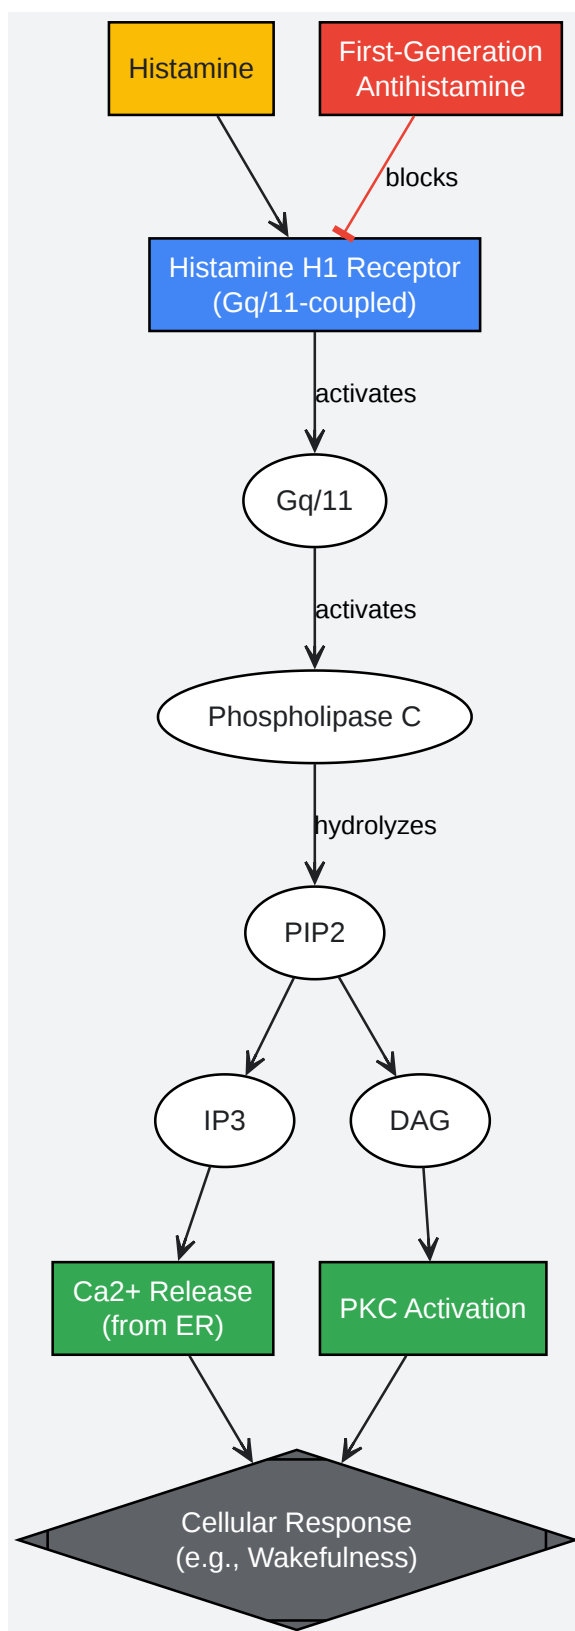 Histamine
First-Generation
Antihistamine
blocks
Histamine H1 Receptor
(Gq/11-coupled)
activates
Gq/11
activates
Phospholipase C
hydrolyzes
PIP2
IP3
DAG
Ca2+ Release
(from ER)
PKC Activation
Cellular Response
(e.g., Wakefulness)